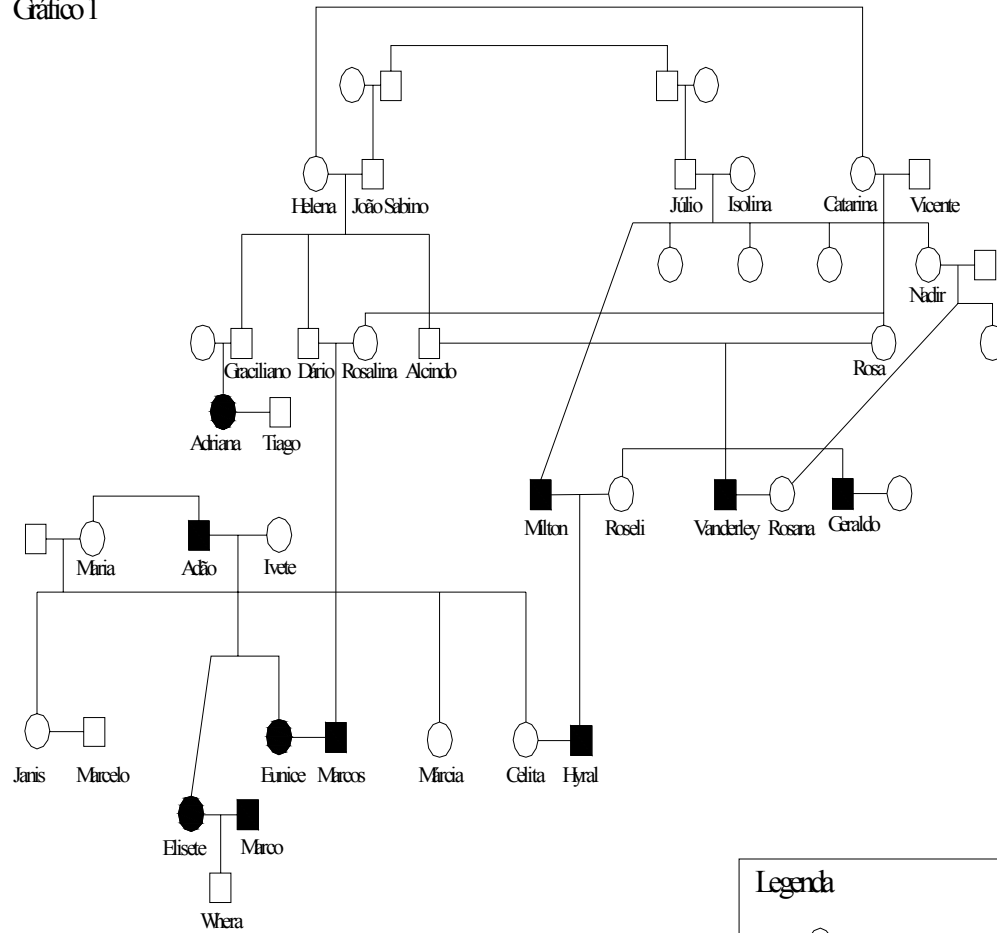 Gráfico 1
Helena João Sabino Júlio Isolina Catarina Vicente
Nadir
Graciliano Dário Rosalina Alcindo Rosa
Adriana Tiago
Milton Roseli Vanderley Rosana Geraldo
Maria Adão Ivete
Janis Marcelo Eunice Marcos Márcia Celita Hyral
Elisete Marco
Whera
Legenda